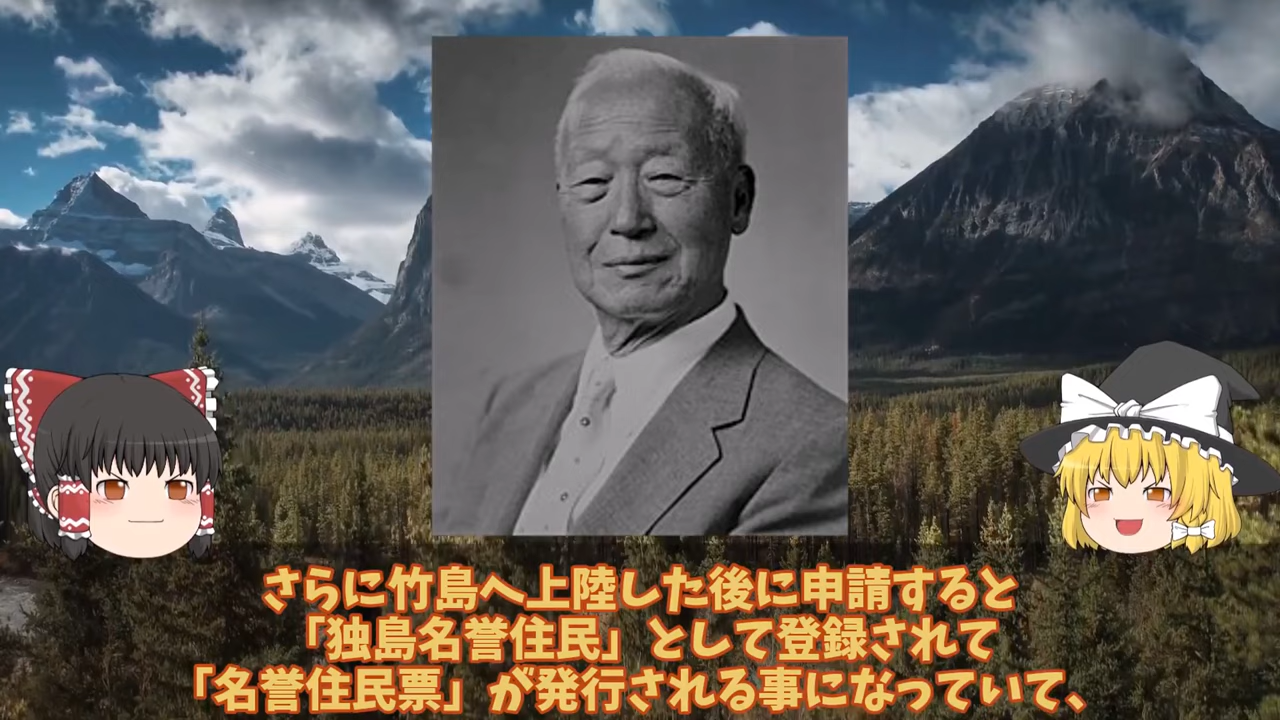 さらに竹島へ上陸した後に申請すると
「独島名誉住民」として登録されて
「名誉住民票」が発行される事になっていて、